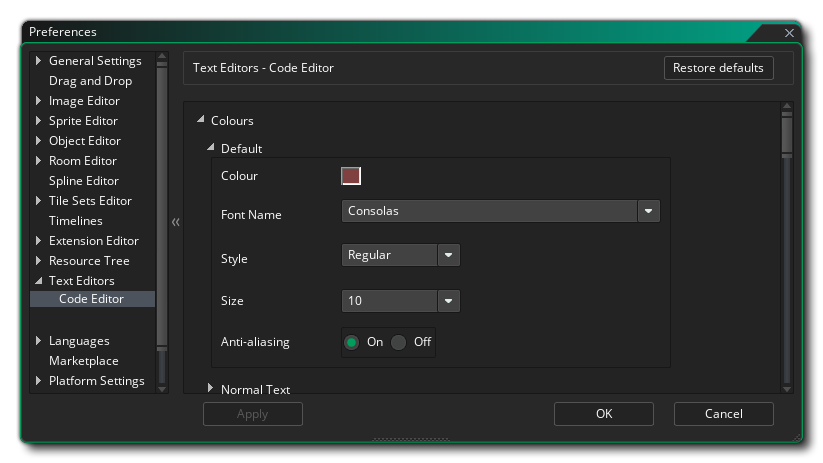 Preferences
General Settings
Drag and Drop
Image Editor
Sprite Editor
Object Editor
Room Editor
Spline Editor
Tile Sets Editor
Timelines
Extension Editor
Resource Tree
Text Editors
Code Editor
Languages
Marketplace
Platform Settings
Text Editors - Code Editor
Restore defaults
Colours
Default
Colour
Font Name
Consolas
Style
Regular
Size
10
Anti-aliasing
On
Off
Normal Text
Apply
OK
Cancel